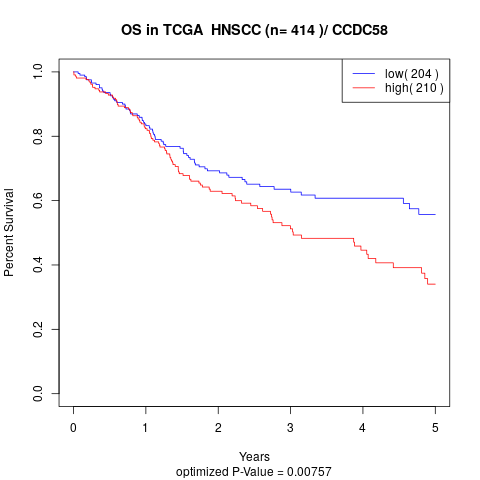 OS in TCGA HNSCC (n= 414 )/ CCDC58
low( 204 )
high( 210 )
Percent Survival
1.0
0.8
0.6
0.4
0.2
0.0
0 1 2 3 4 5
Years
optimized P-Value = 0.00757